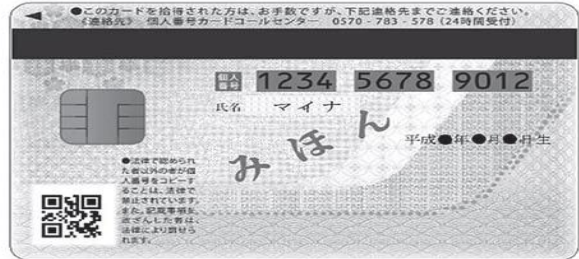 ●このカードを拾得された方は、お手数ですが、下記連絡先までご連絡ください。
《連絡先》 個人番号カードコールセンター 0570-783-578（24時間受付）
個人番号 1234 5678 9012
氏名 マイナ
平成●年●月●日生
みほん
●法律で認められ
た者以外の者が個
人番号をコピーす
ることは、法律で
禁止されています。
また、記載事項を
改ざんした者は、
法律により罰せら
れます。